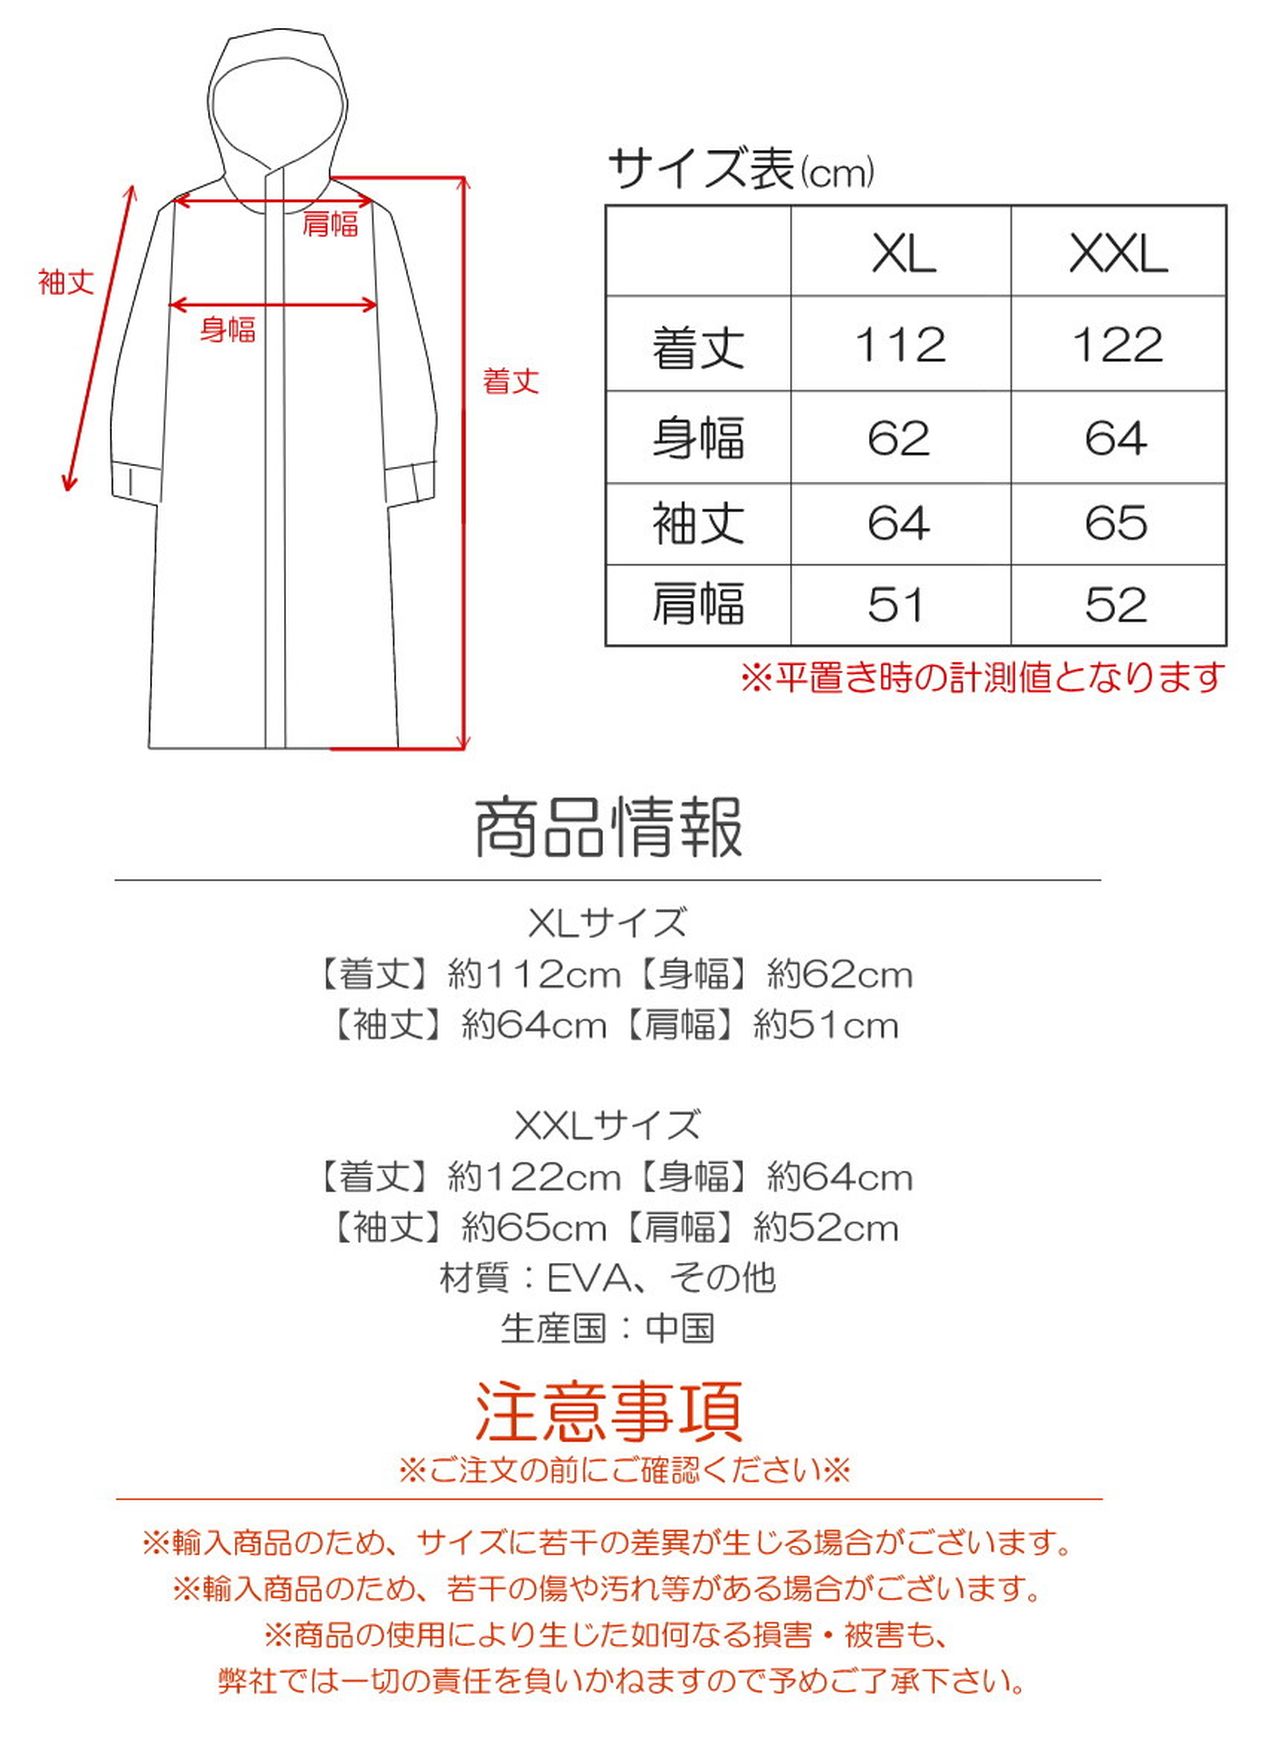 肩幅
袖丈
身幅
着丈
サイズ表(cm)
XL XXL
着丈 112 122
身幅 62 64
袖丈 64 65
肩幅 51 52
※平置き時の計測値となります
商品情報
XLサイズ
【着丈】約112cm【身幅】約62cm
【袖丈】約64cm【肩幅】約51cm
XXLサイズ
【着丈】約122cm【身幅】約64cm
【袖丈】約65cm【肩幅】約52cm
材質：EVA、その他
生産国：中国
注意事項
※ご注文の前にご確認ください※
※輸入商品のため、サイズに若干の差異が生じる場合がございます。
※輸入商品のため、若干の傷や汚れ等がある場合がございます。
※商品の使用により生じた如何なる損害・被害も、
弊社では一切の責任を負いかねますので予めご了承下さい。